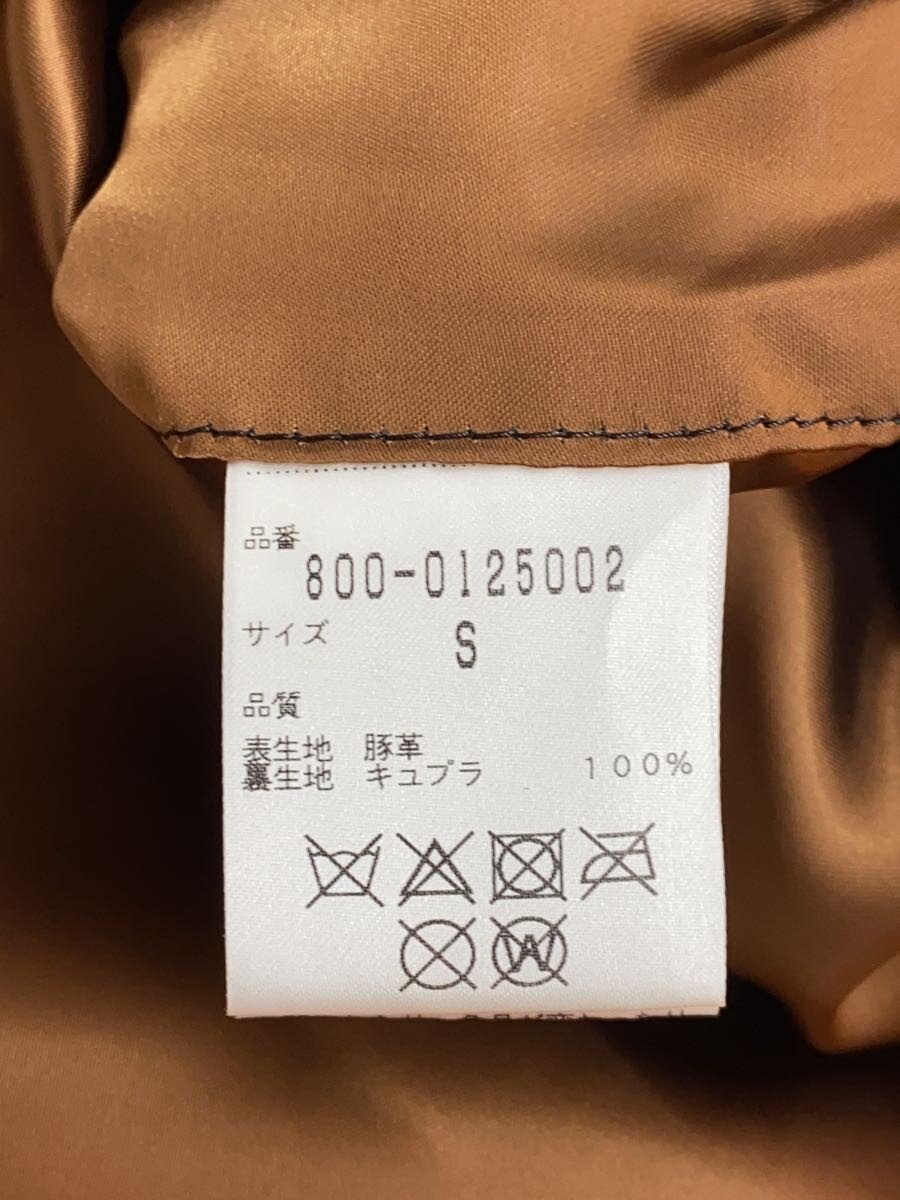 品番
800-0125002
サイズ S
品質
表生地 豚革
裏生地 キュプラ 100%
W